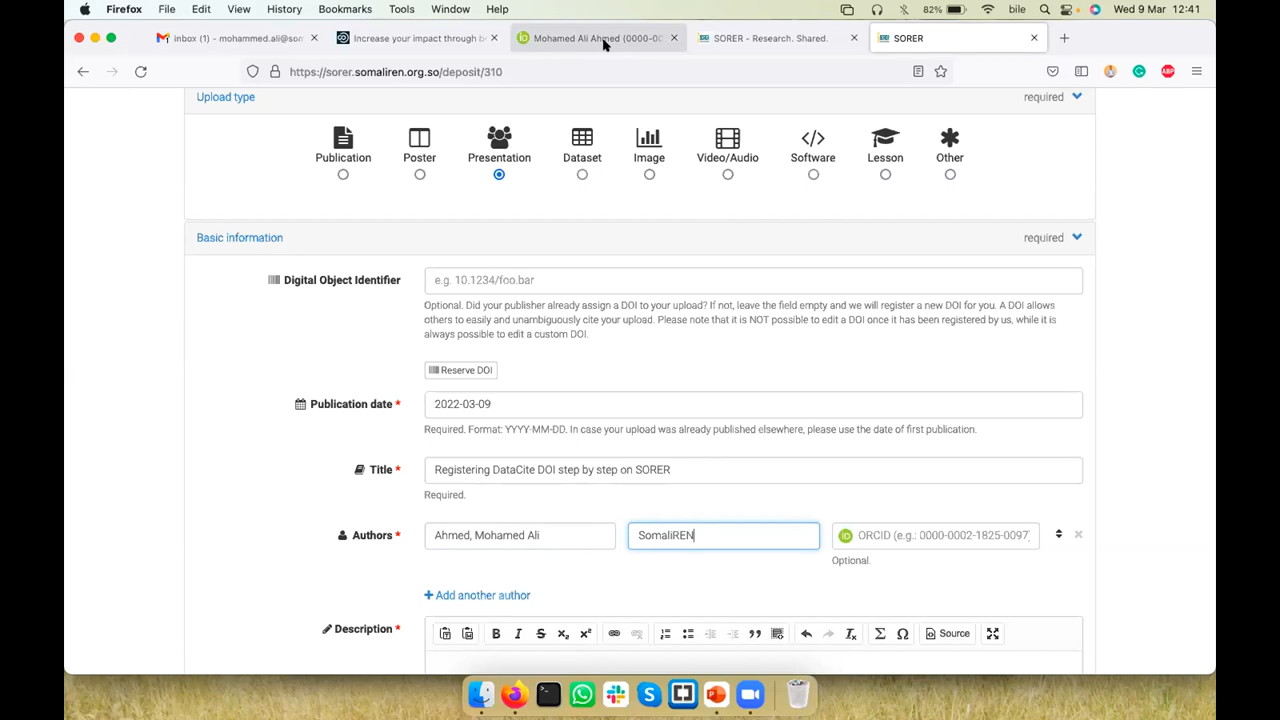 Firefox File Edit View History Bookmarks Tools Window Help 82% bile Wed 9 Mar 12:41
inbox (1) - mohammed.ali@som Increase your impact through b Mohamed Ali Ahmed (0000-00 SORER - Research. Shared. SORER
https://sorer.somaliren.org.so/deposit/310
Upload type required
Publication Poster Presentation Dataset Image Video/Audio Software Lesson Other
Basic information required
Digital Object Identifier e.g. 10.1234/foo.bar
Optional. Did your publisher already assign a DOI to your upload? If not, leave the field empty and we will register a new DOI for you. A DOI allows
others to easily and unambiguously cite your upload. Please note that it is NOT possible to edit a DOI once it has been registered by us, while it is
always possible to edit a custom DOI.
Reserve DOI
Publication date * 2022-03-09
Required. Format: YYYY-MM-DD. In case your upload was already published elsewhere, please use the date of first publication.
Title * Registering DataCite DOI step by step on SORER
Required.
Authors * Ahmed, Mohamed Ali SomaliREN ORCID (e.g.: 0000-0002-1825-0097)
Optional.
+ Add another author
Description * Source